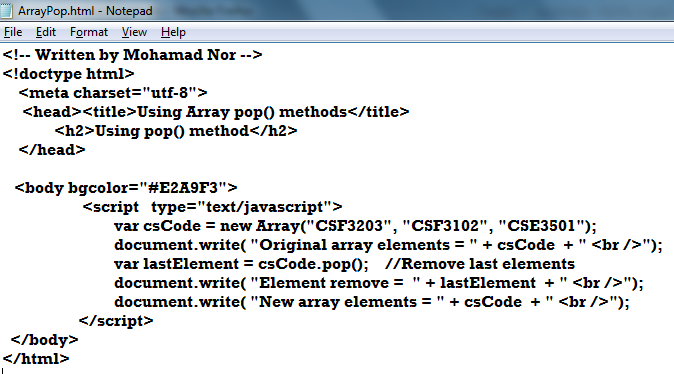 ArrayPop.html - Notepad
File Edit Format View Help
<!-- Written by Mohamad Nor -->
<!doctype html>
<meta charset="utf-8">
<head><title>Using Array pop() methods</title>
<h2>Using pop() method</h2>
</head>
<body bgcolor="#E2A9F3">
<script type="text/javascript">
var csCode = new Array("CSF3203", "CSF3102", "CSE3501");
document.write( "Original array elements = " + csCode + " <br />");
var lastElement = csCode.pop(); //Remove last elements
document.write( "Element remove = " + lastElement + " <br />");
document.write( "New array elements = " + csCode + " <br />");
</script>
</body>
</html>